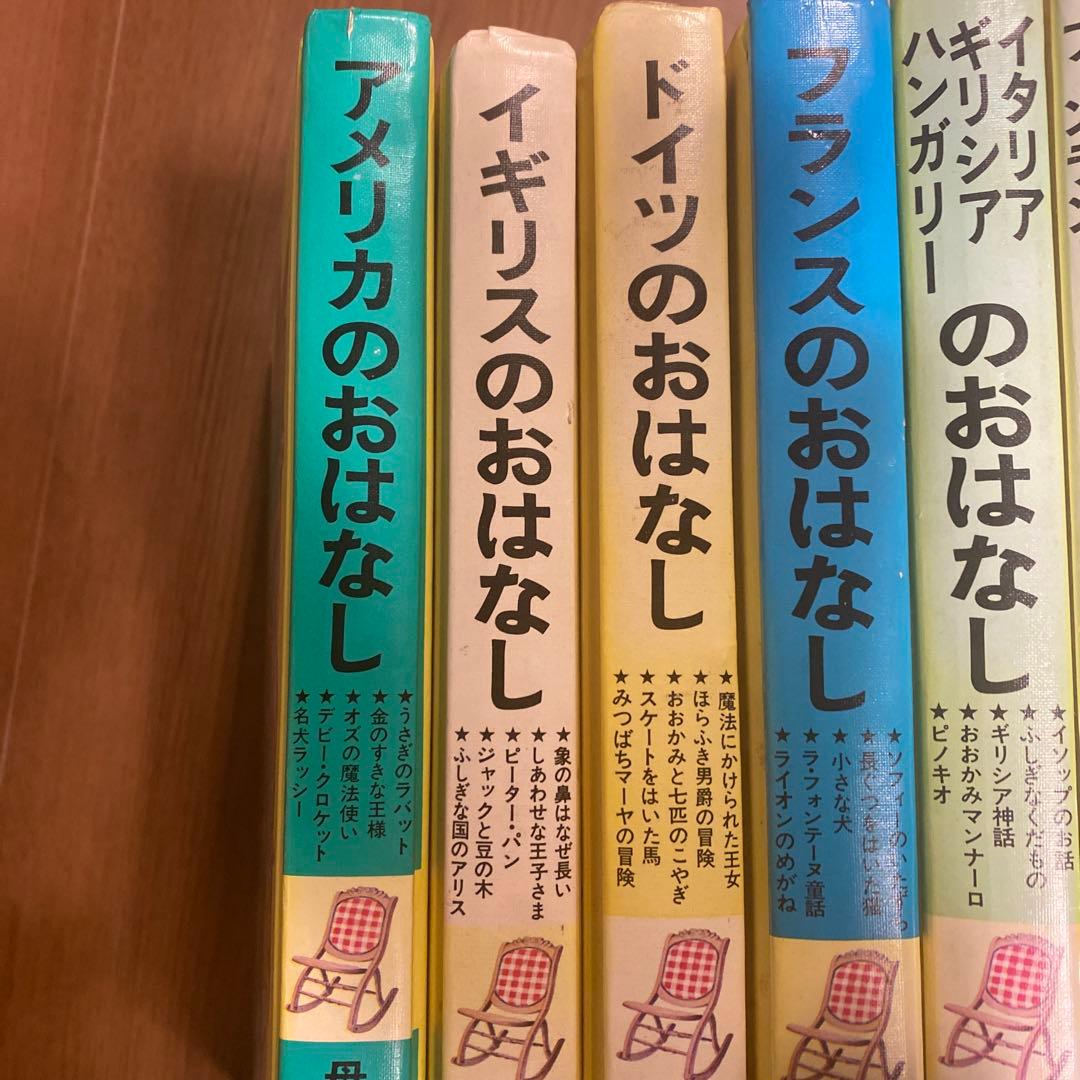 アメリカのおはなし
★うさぎのラバット
★金のすきな王様
★オズの魔法使い
★デビー・クロケット
★名犬ラッシー
母
イギリスのおはなし
★象の鼻はなぜ長い
★しあわせな王子さま
★ピーター・パン
★ジャックと豆の木
★ふしぎな国のアリス
ドイツのおはなし
★魔法にかけられた王女
★ほらふき男爵の冒険
★おおかみと七匹のこやぎ
★スケートをはいた馬
★みつばちマーヤの冒険
フランスのおはなし
★ソフィーのいたずら
★長ぐつをはいた猫
★小さな犬
★ラ・フォンテーヌ童話
★ライオンのめがね
イタリア
ギリシア
ハンガリー
のおはなし
★イソップのお話
★ふしぎなくだもの
★ギリシア神話
★おおかみマンナーロ
★ピノキオ